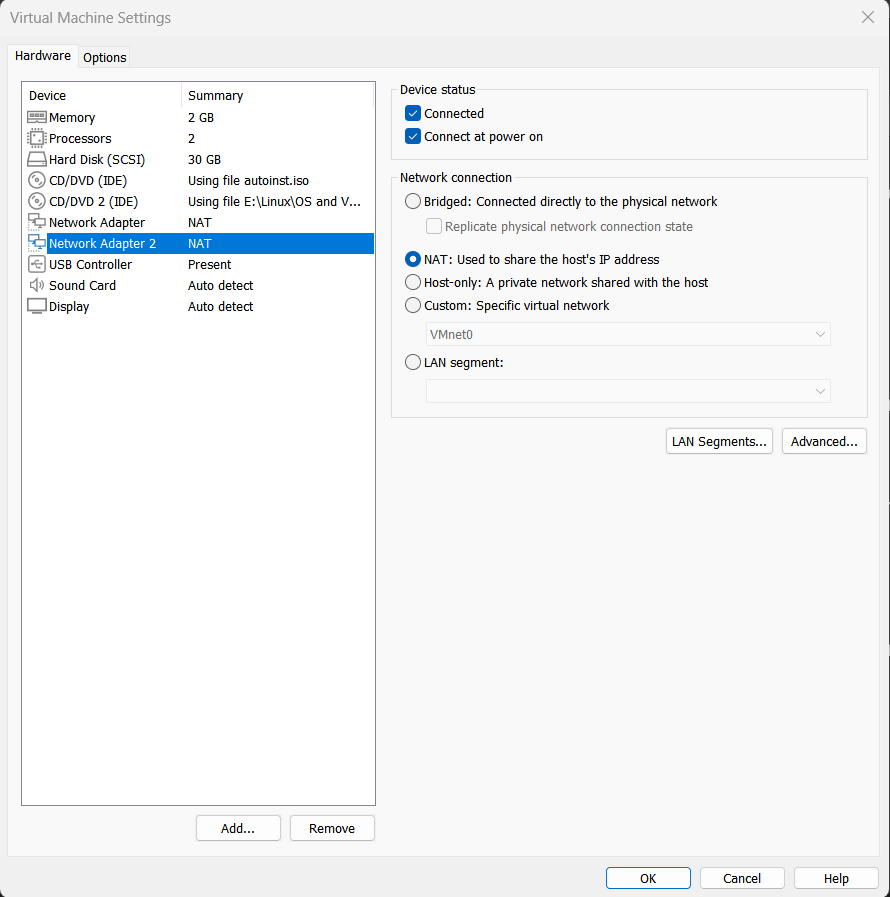 Virtual Machine Settings
Hardware Options
Device Summary
Memory 2 GB
Processors 2
Hard Disk (SCSI) 30 GB
CD/DVD (IDE) Using file autoinst.iso
CD/DVD 2 (IDE) Using file E:\Linux\OS and V...
Network Adapter NAT
Network Adapter 2 NAT
USB Controller Present
Sound Card Auto detect
Display Auto detect
Add... Remove
Device status
Connected
Connect at power on
Network connection
Bridged: Connected directly to the physical network
Replicate physical network connection state
NAT: Used to share the host's IP address
Host-only: A private network shared with the host
Custom: Specific virtual network
VMnet0
LAN segment:
LAN Segments... Advanced...
OK Cancel Help